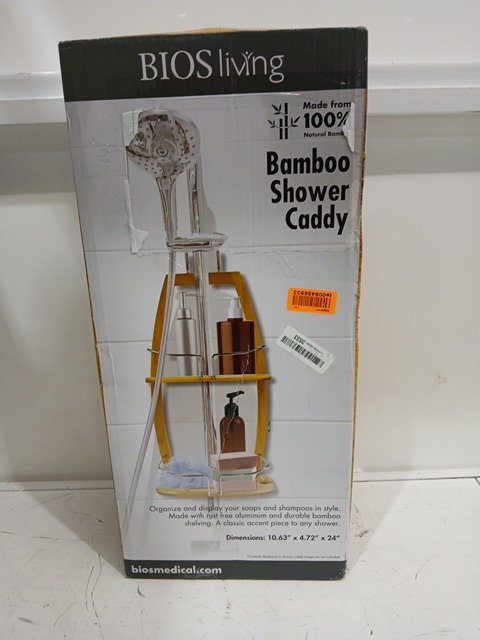 BIOS living
Made from
100%
Natural Bamb
Bamboo
Shower
Caddy
Organize and display your soaps and shampoos in style.
Made with rust free aluminum and durable bamboo
shelving. A classic accent piece to any shower.
Dimensions: 10.63" x 4.72" x 24"
biosmedical.com